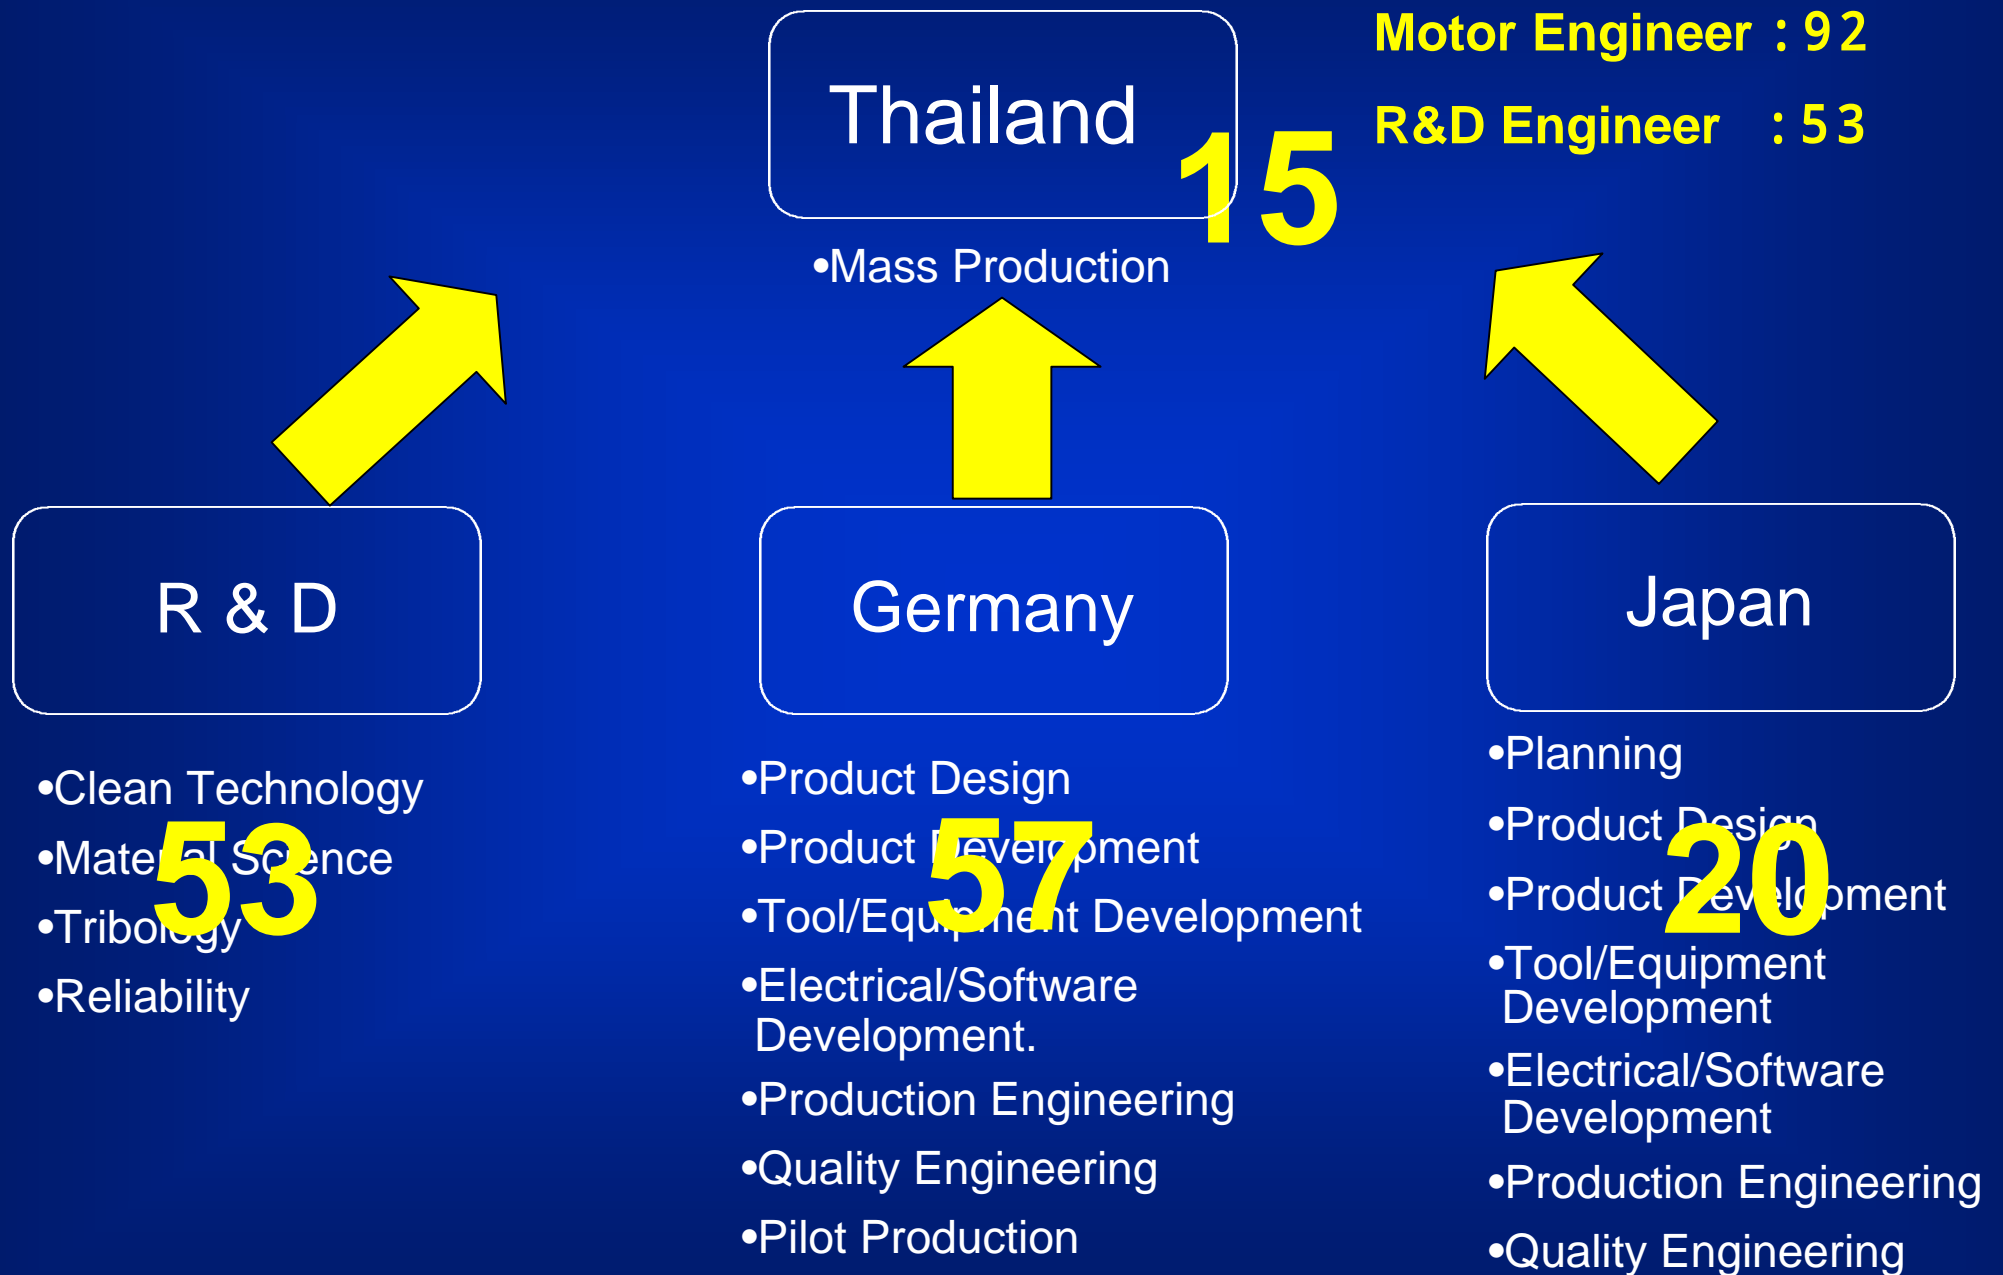 Thailand
15
Motor Engineer : 92
R&D Engineer : 53
•Mass Production
R & D
•Clean Technology
•Material Science
•Tribology
•Reliability
53
Germany
•Product Design
•Product Development
•Tool/Equipment Development
•Electrical/Software
Development.
•Production Engineering
•Quality Engineering
•Pilot Production
57
Japan
•Planning
•Product Design
•Product Development
•Tool/Equipment
Development
•Electrical/Software
Development
•Production Engineering
•Quality Engineering
20